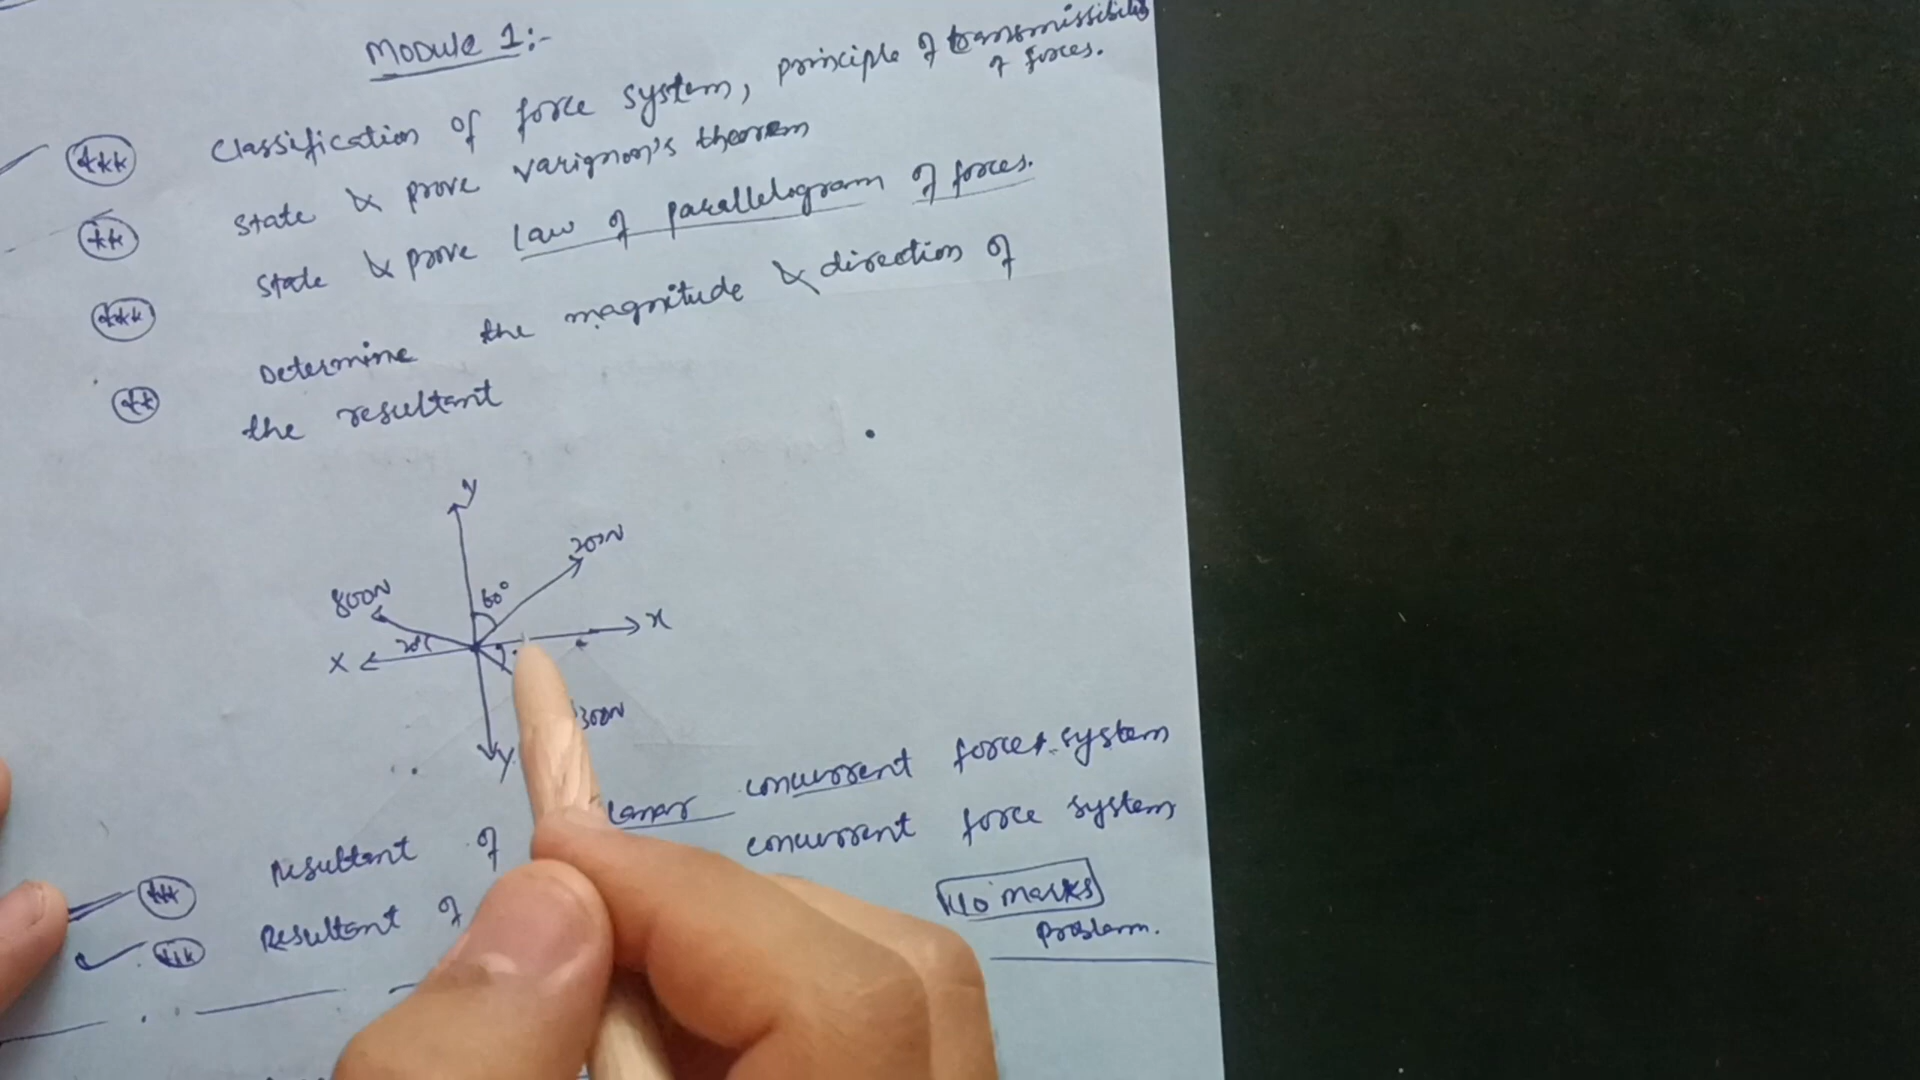 Module 1:-
*** Classification of force system, principle of transmissibility of forces.
** State & prove varignon's theorem
*** State & prove Law of parallelogram of forces.
** Determine the magnitude & direction of
the resultant
y
200N
800N
60°
x
20°
x
300N
y
*** Resultant of concurrent force system
*** Resultant of concurrent force system
10 marks
problem.